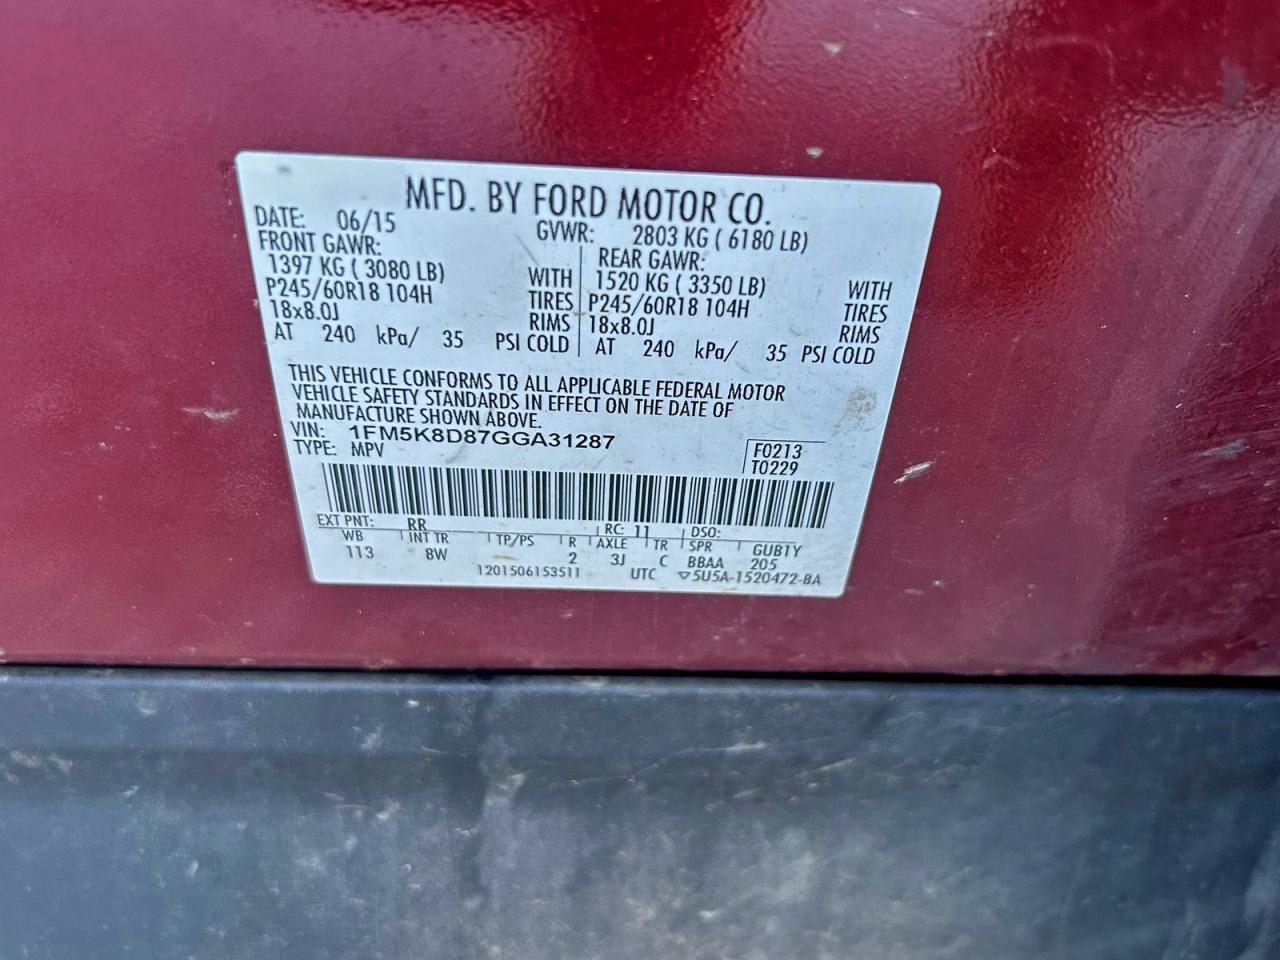 MFD. BY FORD MOTOR CO.
DATE: 06/15 GVWR: 2803 KG ( 6180 LB)
FRONT GAWR: REAR GAWR:
1397 KG ( 3080 LB) WITH 1520 KG ( 3350 LB) WITH
P245/60R18 104H TIRES P245/60R18 104H TIRES
18x8.0J RIMS 18x8.0J RIMS
AT 240 kPa/ 35 PSI COLD AT 240 kPa/ 35 PSI COLD
THIS VEHICLE CONFORMS TO ALL APPLICABLE FEDERAL MOTOR
VEHICLE SAFETY STANDARDS IN EFFECT ON THE DATE OF
MANUFACTURE SHOWN ABOVE.
VIN: 1FM5K8D87GGA31287 F0213
TYPE: MPV T0229
EXT PNT: RR RC: 11 DSO:
WB INT TR TP/PS R AXLE TR SPR GUB1Y
113 8W 2 3J C BBAA 205
1201506153511 UTC ▽5U5A-1520472-BA